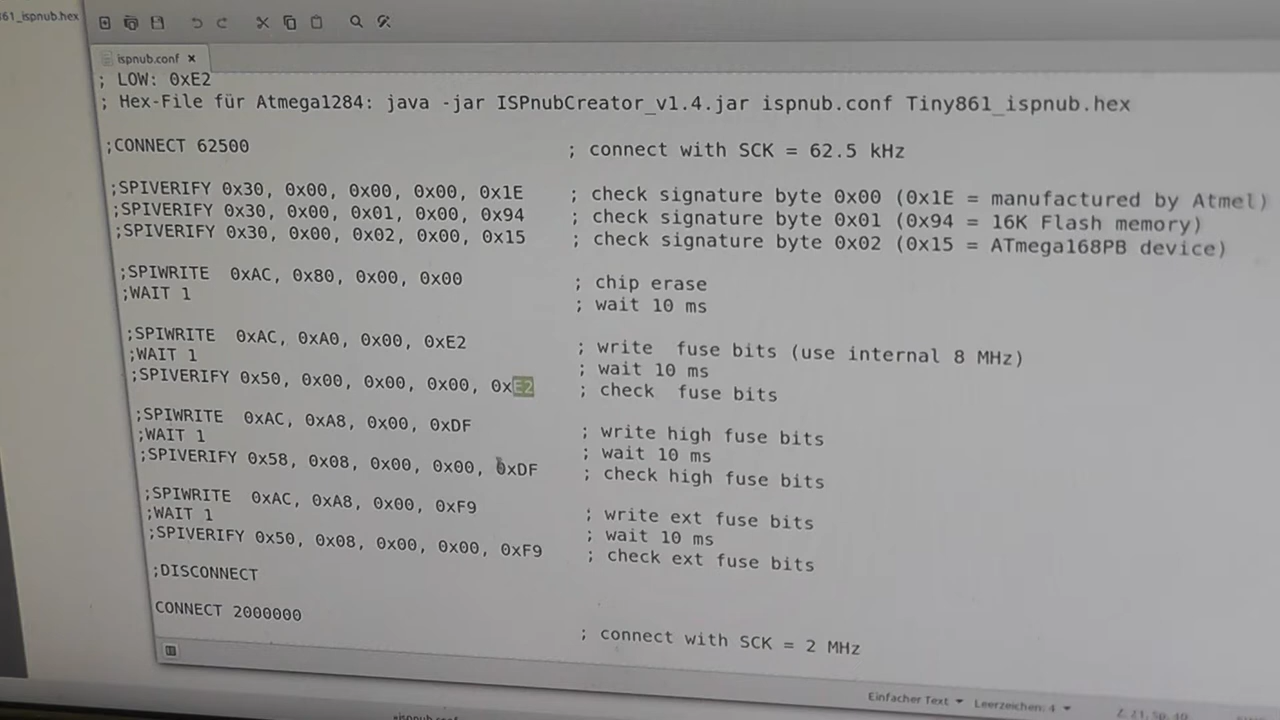 61_ispnub.hex
ispnub.conf ×
; LOW: 0xE2
; Hex-File für Atmega1284: java -jar ISPnubCreator_v1.4.jar ispnub.conf Tiny861_ispnub.hex
;CONNECT 62500 ; connect with SCK = 62.5 kHz
;SPIVERIFY 0x30, 0x00, 0x00, 0x00, 0x1E ; check signature byte 0x00 (0x1E = manufactured by Atmel)
;SPIVERIFY 0x30, 0x00, 0x01, 0x00, 0x94 ; check signature byte 0x01 (0x94 = 16K Flash memory)
;SPIVERIFY 0x30, 0x00, 0x02, 0x00, 0x15 ; check signature byte 0x02 (0x15 = ATmega168PB device)
;SPIWRITE 0xAC, 0x80, 0x00, 0x00 ; chip erase
;WAIT 1 ; wait 10 ms
;SPIWRITE 0xAC, 0xA0, 0x00, 0xE2 ; write fuse bits (use internal 8 MHz)
;WAIT 1 ; wait 10 ms
;SPIVERIFY 0x50, 0x00, 0x00, 0x00, 0xE2 ; check fuse bits
;SPIWRITE 0xAC, 0xA8, 0x00, 0xDF ; write high fuse bits
;WAIT 1 ; wait 10 ms
;SPIVERIFY 0x58, 0x08, 0x00, 0x00, 0xDF ; check high fuse bits
;SPIWRITE 0xAC, 0xA8, 0x00, 0xF9 ; write ext fuse bits
;WAIT 1 ; wait 10 ms
;SPIVERIFY 0x50, 0x08, 0x00, 0x00, 0xF9 ; check ext fuse bits
;DISCONNECT
CONNECT 2000000 ; connect with SCK = 2 MHz
Einfacher Text Leerzeichen: 4